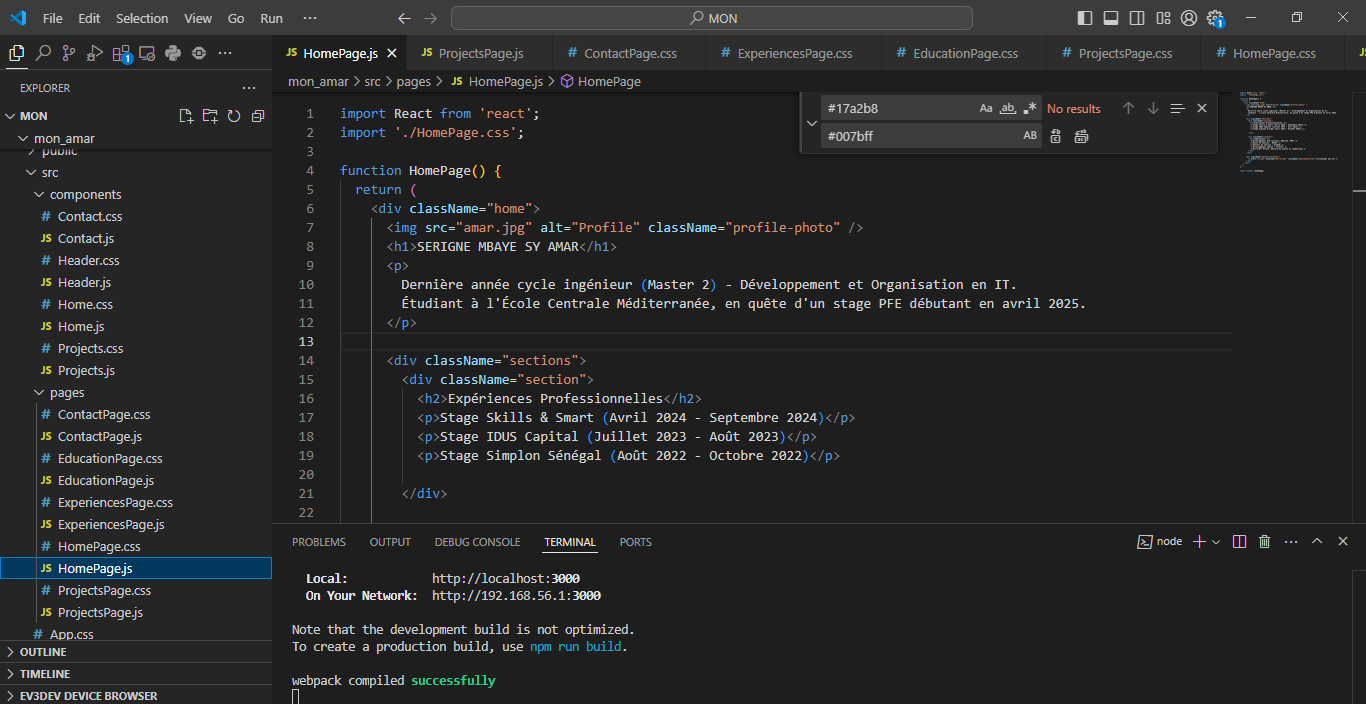 File Edit Selection View Go Run ··· MON
HomePage.js ProjectsPage.js ContactPage.css ExperiencesPage.css EducationPage.css ProjectsPage.css HomePage.css
EXPLORER
mon_amar > src > pages > JS HomePage.js > HomePage
MON
mon_amar
public
src
components
# Contact.css
JS Contact.js
# Header.css
JS Header.js
# Home.css
JS Home.js
# Projects.css
JS Projects.js
pages
# ContactPage.css
JS ContactPage.js
# EducationPage.css
JS EducationPage.js
# ExperiencesPage.css
JS ExperiencesPage.js
# HomePage.css
JS HomePage.js
# ProjectsPage.css
JS ProjectsPage.js
# App.css
OUTLINE
TIMELINE
EV3DEV DEVICE BROWSER
#17a2b8 Aa ab .* No results
#007bff AB
1 import React from 'react';
2 import './HomePage.css';
3
4 function HomePage() {
5 return (
6 <div className="home">
7 <img src="amar.jpg" alt="Profile" className="profile-photo" />
8 <h1>SERIGNE MBAYE SY AMAR</h1>
9 <p>
10 Dernière année cycle ingénieur (Master 2) - Développement et Organisation en IT.
11 Étudiant à l'École Centrale Méditerranée, en quête d'un stage PFE débutant en avril 2025.
12 </p>
13
14 <div className="sections">
15 <div className="section">
16 <h2>Expériences Professionnelles</h2>
17 <p>Stage Skills & Smart (Avril 2024 - Septembre 2024)</p>
18 <p>Stage IDUS Capital (Juillet 2023 - Août 2023)</p>
19 <p>Stage Simplon Sénégal (Août 2022 - Octobre 2022)</p>
20
21 </div>
22
PROBLEMS OUTPUT DEBUG CONSOLE TERMINAL PORTS node
Local: http://localhost:3000
On Your Network: http://192.168.56.1:3000
Note that the development build is not optimized.
To create a production build, use npm run build.
webpack compiled successfully